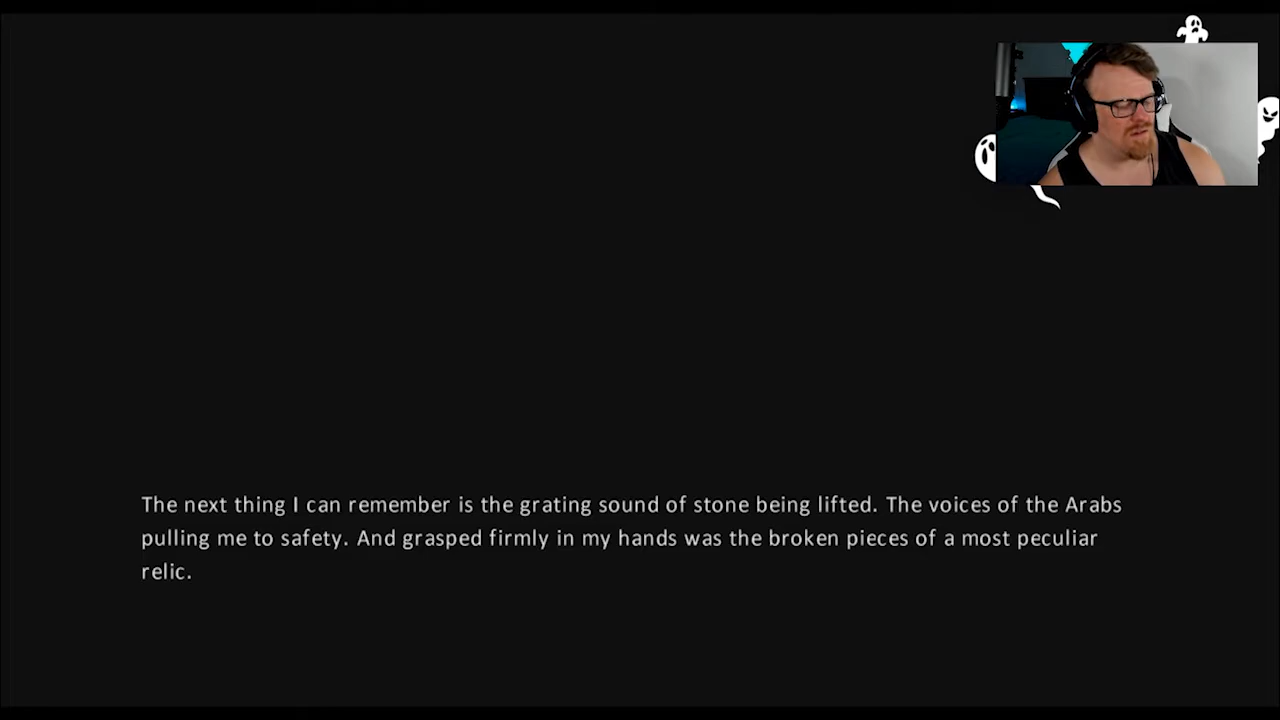 The next thing I can remember is the grating sound of stone being lifted. The voices of the Arabs
pulling me to safety. And grasped firmly in my hands was the broken pieces of a most peculiar
relic.